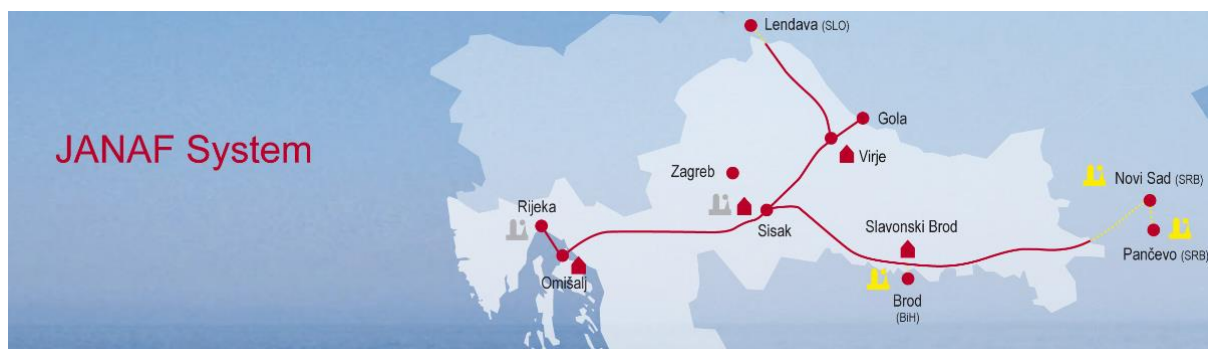 Lendava (SLO)
JANAF System
Gola
Virje
Zagreb
Novi Sad (SRB)
Rijeka
Sisak
Slavonski Brod
Pančevo (SRB)
Omišalj
Brod
(BiH)